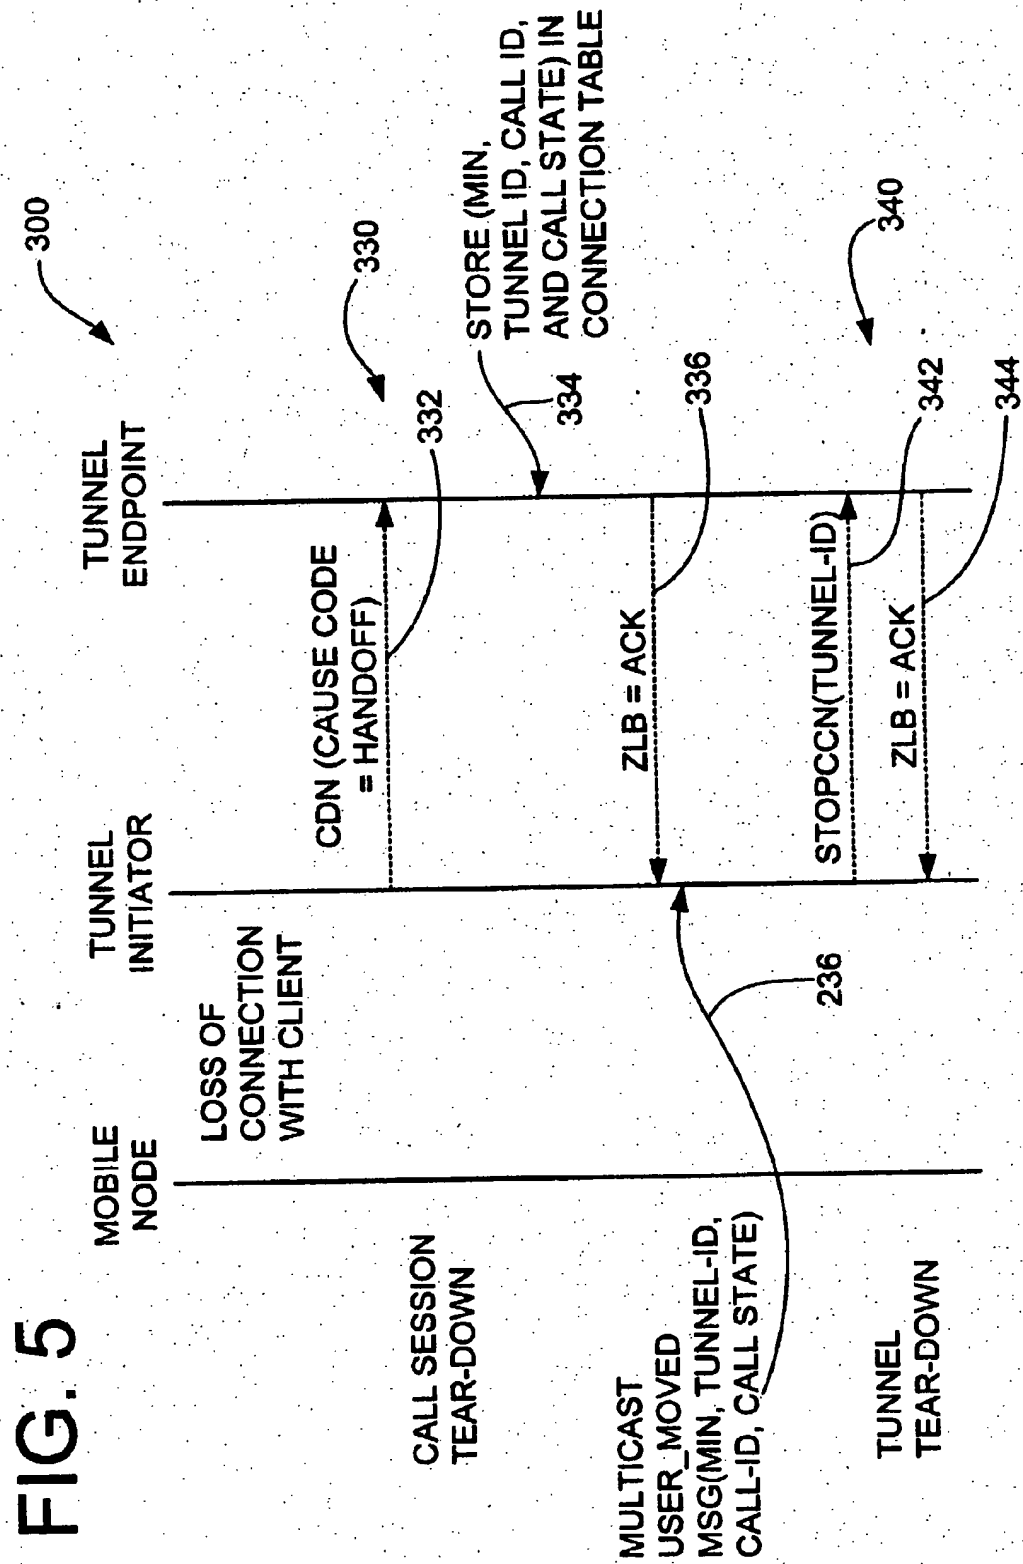 FIG. 5
300
MOBILE
NODE
TUNNEL
INITIATOR
TUNNEL
ENDPOINT
LOSS OF
CONNECTION
WITH CLIENT
CALL SESSION
TEAR-DOWN
CDN (CAUSE CODE
= HANDOFF)
332
330
STORE (MIN,
TUNNEL ID, CALL ID,
AND CALL STATE) IN
CONNECTION TABLE
334
MULTICAST
USER_MOVED
MSG(MIN, TUNNEL-ID,
CALL-ID, CALL STATE)
236
ZLB = ACK
336
TUNNEL
TEAR-DOWN
STOPCCN(TUNNEL-ID)
342
340
ZLB = ACK
344